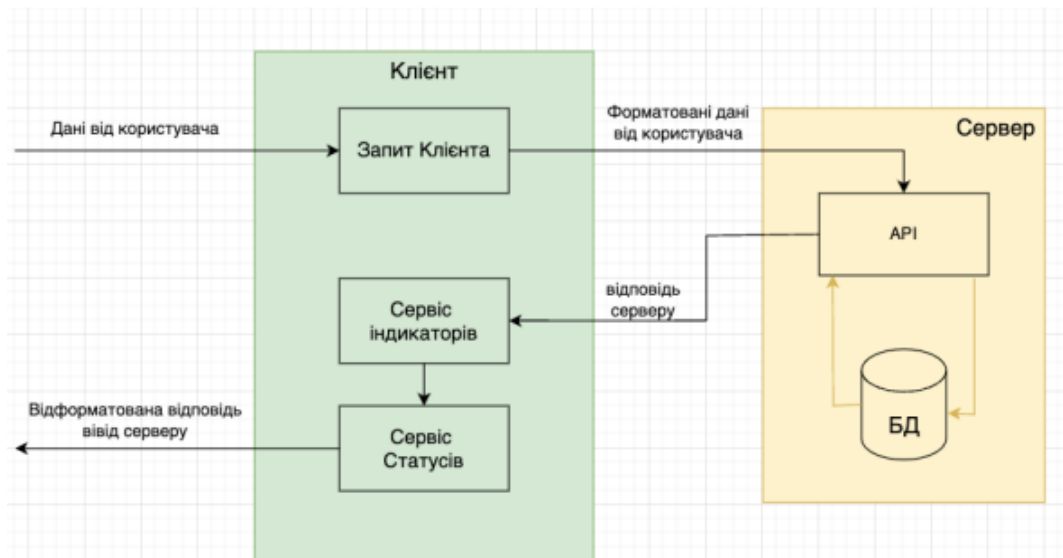 Клієнт
Дані від користувача
Запит Клієнта
Форматовані дані
від користувача
Сервер
API
відповідь
серверу
Сервіс
індикаторів
БД
Відформатована відповідь
вівід серверу
Сервіс
Статусів